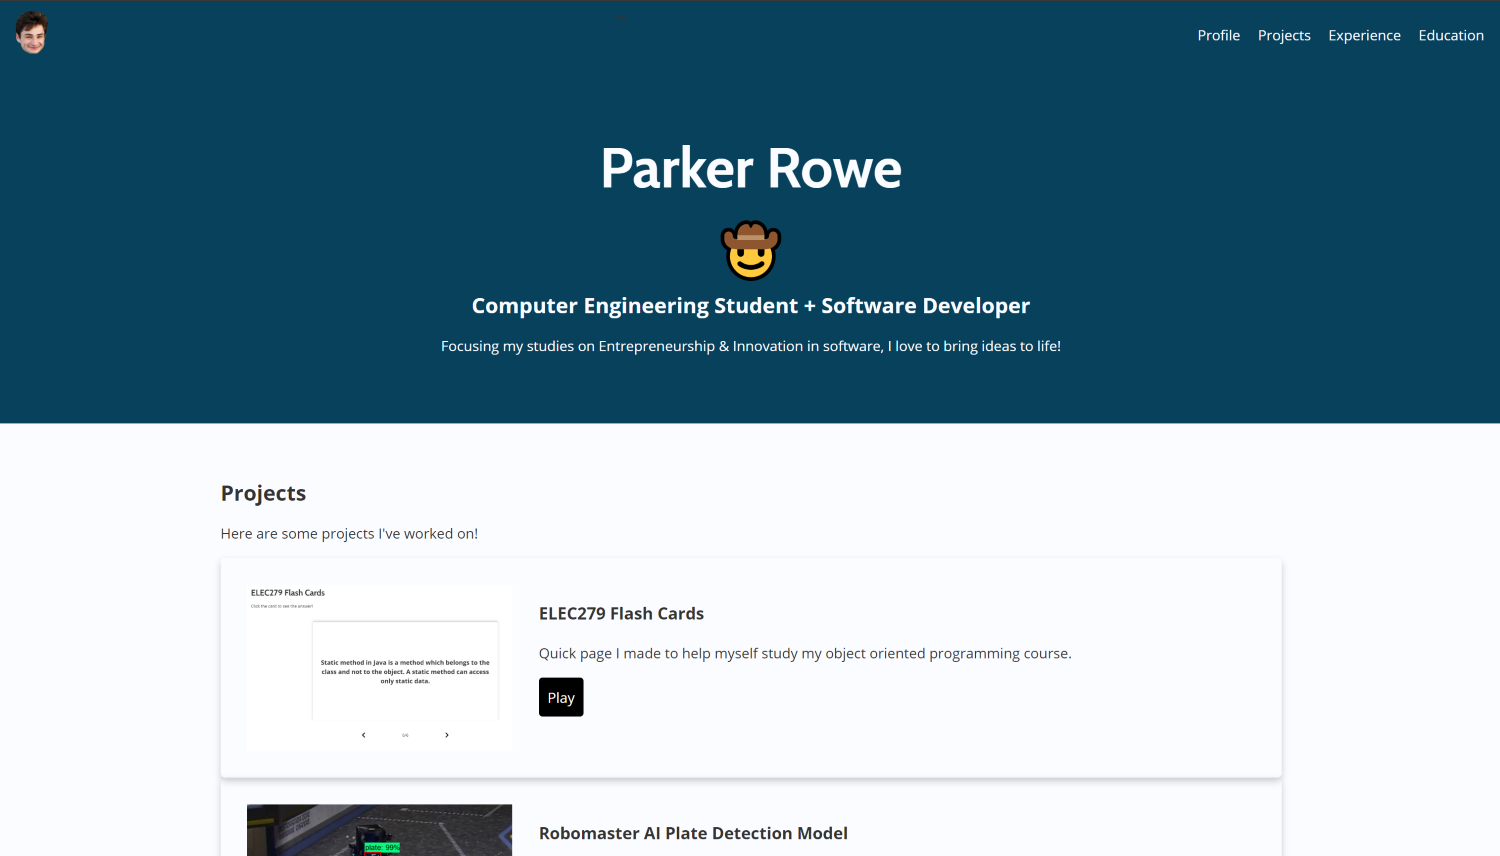 Profile Projects Experience Education
Parker Rowe
Computer Engineering Student + Software Developer
Focusing my studies on Entrepreneurship & Innovation in software, I love to bring ideas to life!
Projects
Here are some projects I've worked on!
ELEC279 Flash Cards
Click the card to see the answer!
Static method in Java is a method which belongs to the
class and not to the object. A static method can access
only static data.
ELEC279 Flash Cards
Quick page I made to help myself study my object oriented programming course.
Play
plate: 99%
Robomaster AI Plate Detection Model